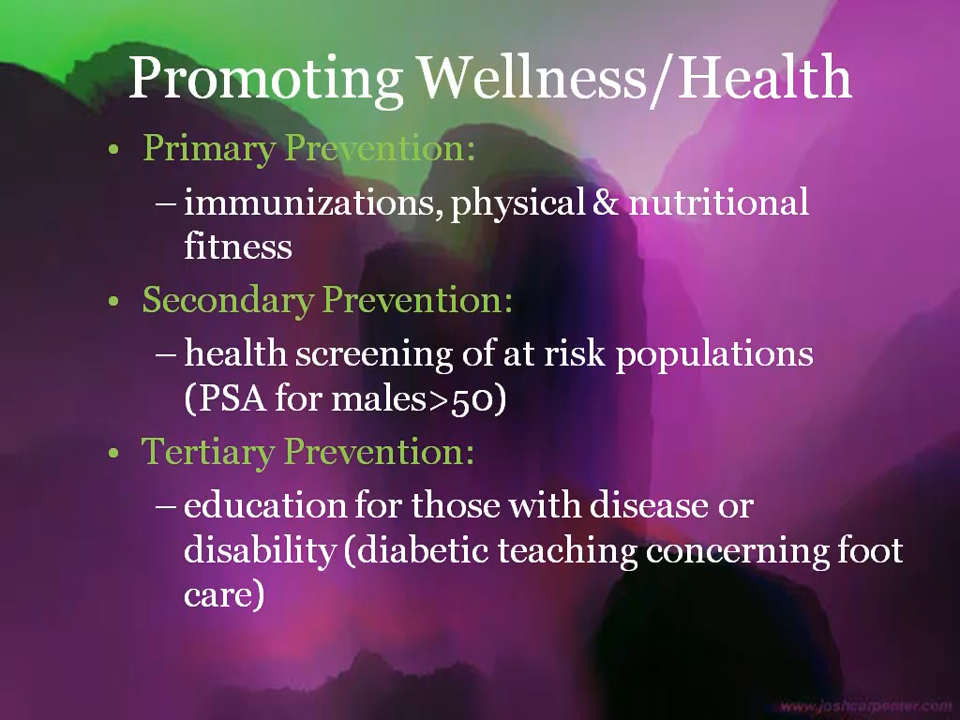 Promoting Wellness/Health
• Primary Prevention:
– immunizations, physical & nutritional
fitness
• Secondary Prevention:
– health screening of at risk populations
(PSA for males>50)
• Tertiary Prevention:
– education for those with disease or
disability (diabetic teaching concerning foot
care)
www.joshcarpenter.com